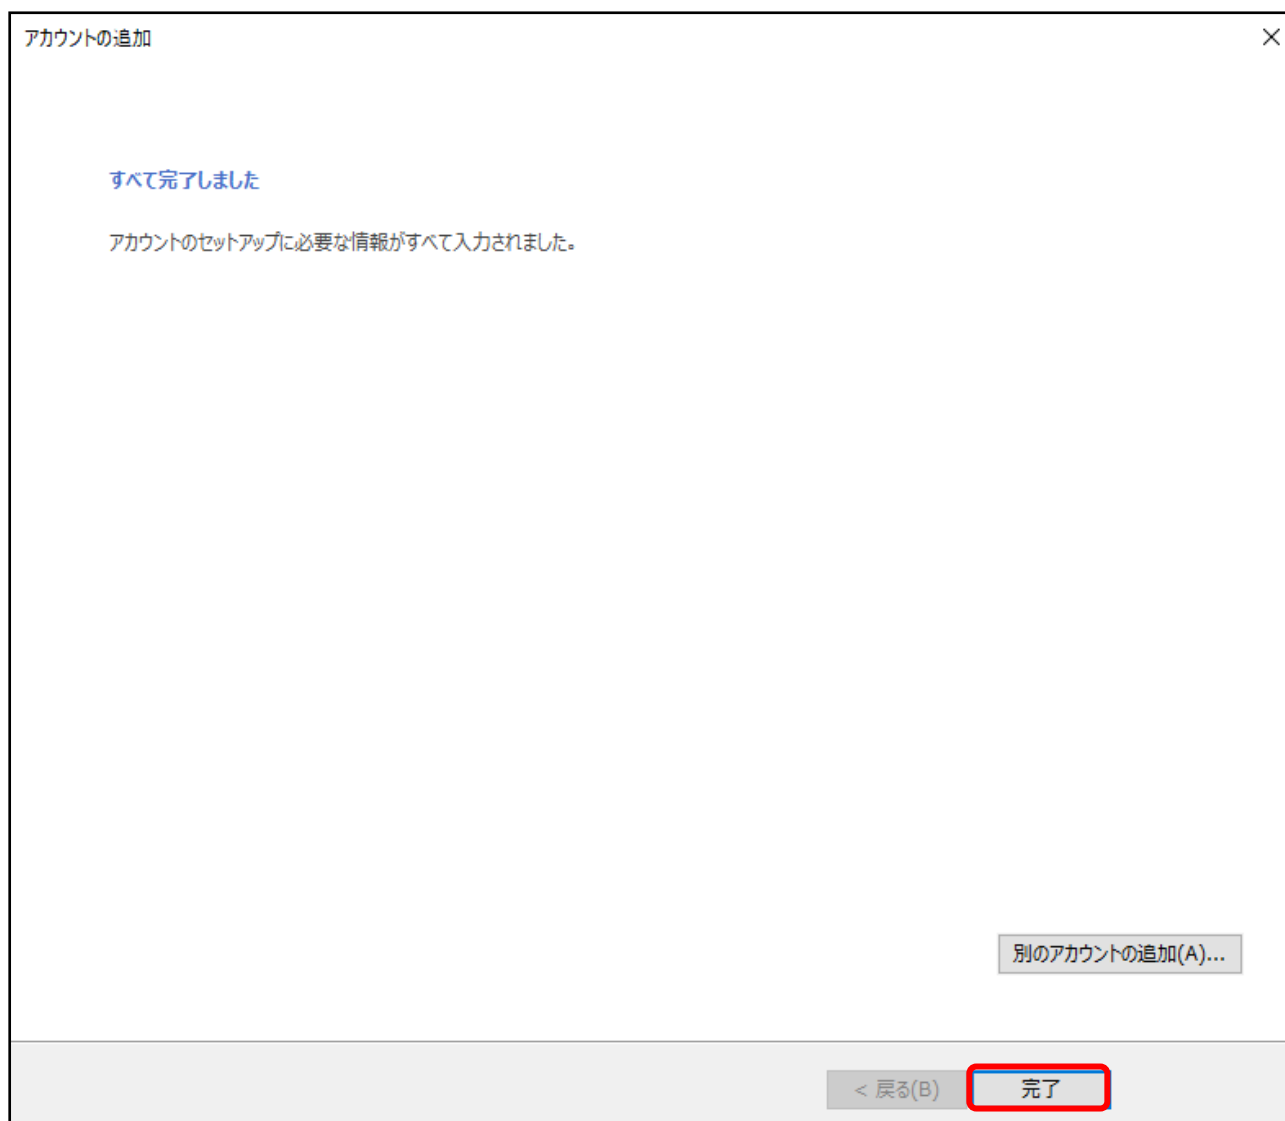 アカウントの追加
すべて完了しました
アカウントのセットアップに必要な情報がすべて入力されました。
別のアカウントの追加(A)...
< 戻る(B)
完了